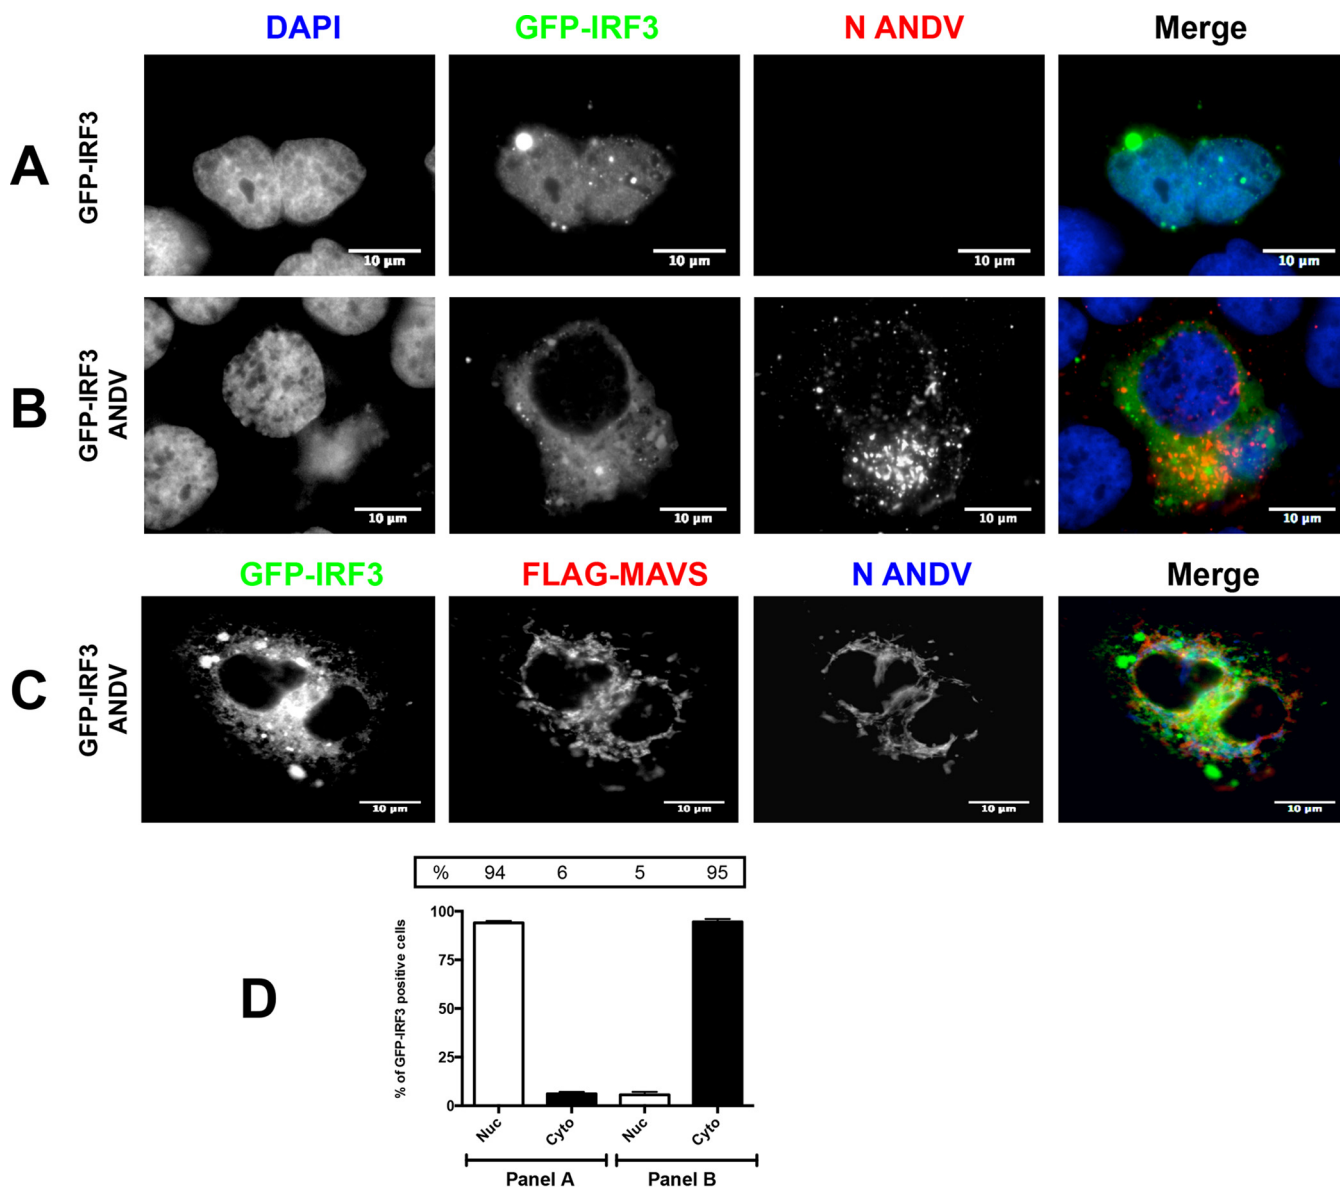 DAPI GFP-IRF3 N ANDV Merge
A
GFP-IRF3
10 µm 10 µm 10 µm 10 µm
B
GFP-IRF3
ANDV
10 µm 10 µm 10 µm 10 µm
GFP-IRF3 FLAG-MAVS N ANDV Merge
C
GFP-IRF3
ANDV
10 µm 10 µm 10 µm 10 µm
% 94 6 5 95
D
% of GFP-IRF3 positive cells
100
75
50
25
0
Nuc Cyto Nuc Cyto
Panel A Panel B